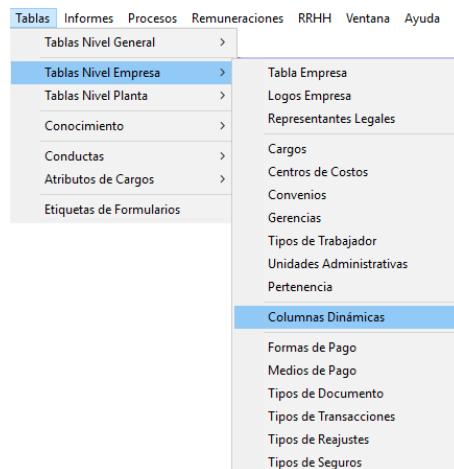 Tablas Informes Procesos Remuneraciones RRHH Ventana Ayuda
Tablas Nivel General
Tablas Nivel Empresa
Tablas Nivel Planta
Conocimiento
Conductas
Atributos de Cargos
Etiquetas de Formularios
Tabla Empresa
Logos Empresa
Representantes Legales
Cargos
Centros de Costos
Convenios
Gerencias
Tipos de Trabajador
Unidades Administrativas
Pertenencia
Columnas Dinámicas
Formas de Pago
Medios de Pago
Tipos de Documento
Tipos de Transacciones
Tipos de Reajustes
Tipos de Seguros